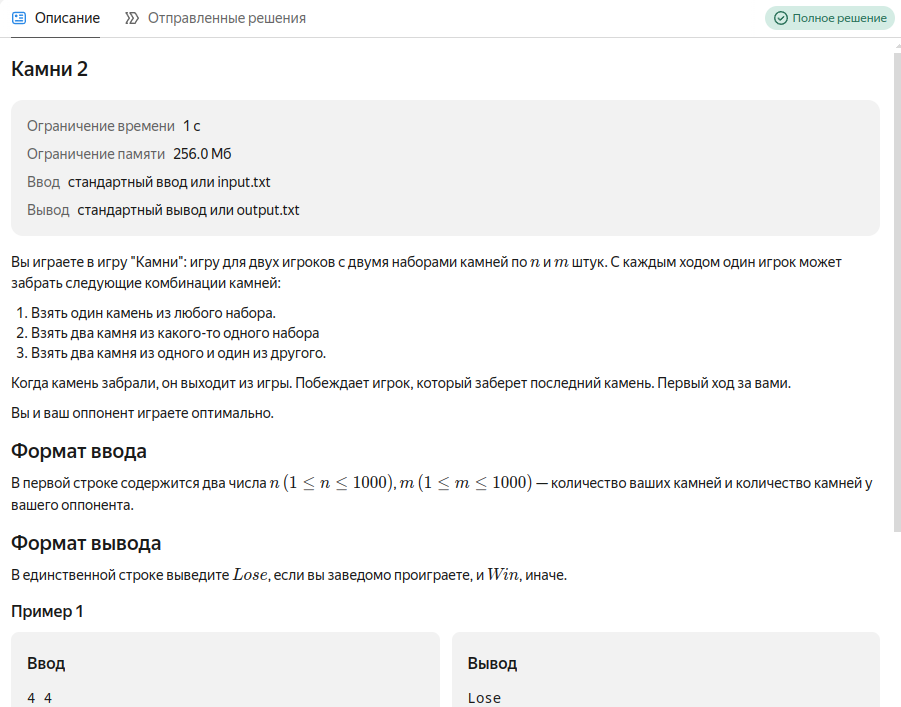 Описание Отправленные решения Полное решение
Камни 2
Ограничение времени 1 с
Ограничение памяти 256.0 Мб
Ввод стандартный ввод или input.txt
Вывод стандартный вывод или output.txt
Вы играете в игру "Камни": игру для двух игроков с двумя наборами камней по n и m штук. С каждым ходом один игрок может
забрать следующие комбинации камней:
1. Взять один камень из любого набора.
2. Взять два камня из какого-то одного набора
3. Взять два камня из одного и один из другого.
Когда камень забрали, он выходит из игры. Побеждает игрок, который заберет последний камень. Первый ход за вами.
Вы и ваш оппонент играете оптимально.
Формат ввода
В первой строке содержится два числа n (1 ≤ n ≤ 1000), m (1 ≤ m ≤ 1000) — количество ваших камней и количество камней у
вашего оппонента.
Формат вывода
В единственной строке выведите Lose, если вы заведомо проиграете, и Win, иначе.
Пример 1
Ввод Вывод
4 4 Lose